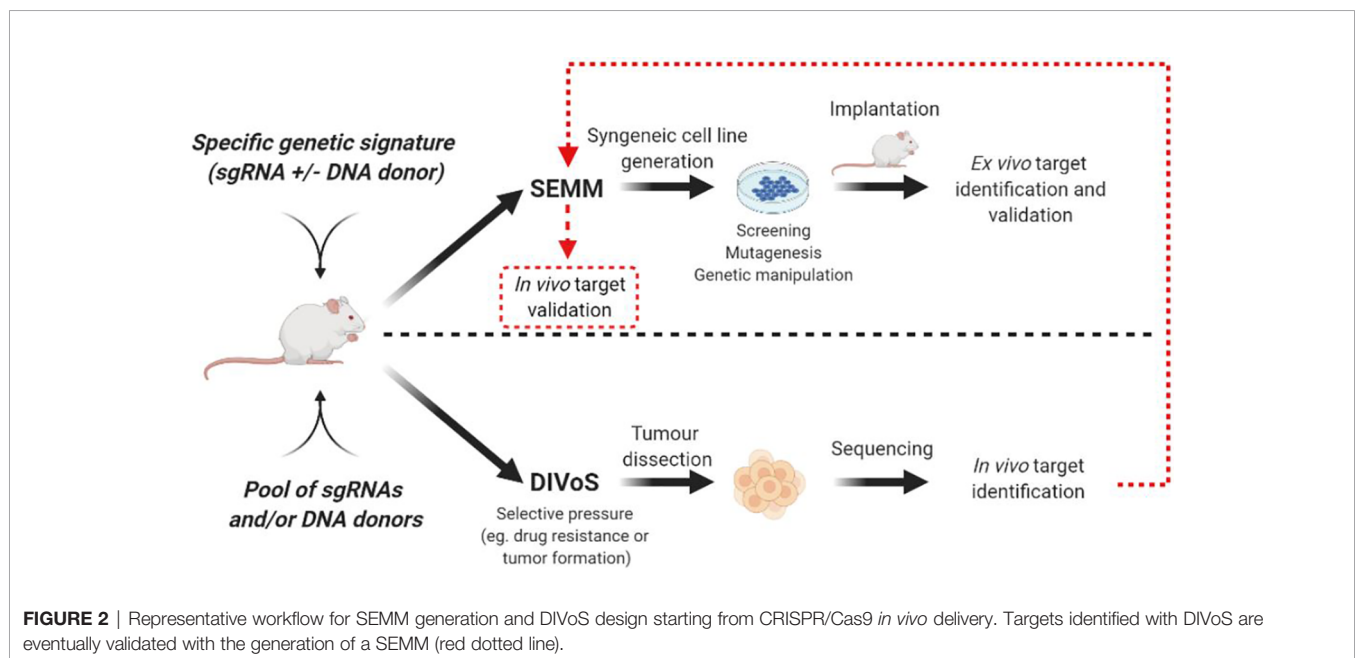 Specific genetic signature
(sgRNA +/- DNA donor)
SEMM
Syngeneic cell line
generation
Screening
Mutagenesis
Genetic manipulation
Implantation
Ex vivo target
identification and
validation
In vivo target
validation
Pool of sgRNAs
and/or DNA donors
DIVoS
Selective pressure
(eg. drug resistance or
tumor formation)
Tumour
dissection
Sequencing
In vivo target
identification
FIGURE 2 | Representative workflow for SEMM generation and DIVoS design starting from CRISPR/Cas9 in vivo delivery. Targets identified with DIVoS are
eventually validated with the generation of a SEMM (red dotted line).